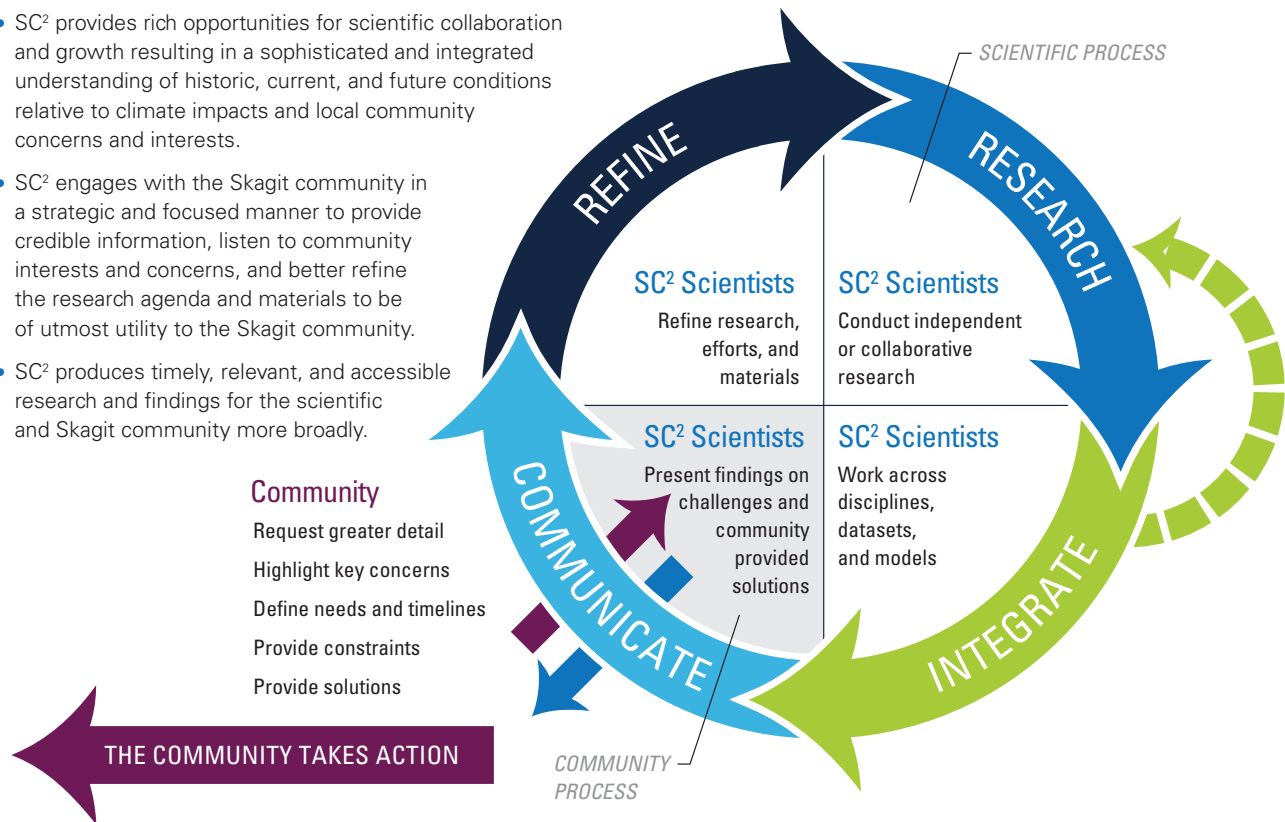 • SC² provides rich opportunities for scientific collaboration
and growth resulting in a sophisticated and integrated
understanding of historic, current, and future conditions
relative to climate impacts and local community
concerns and interests.
• SC² engages with the Skagit community in
a strategic and focused manner to provide
credible information, listen to community
interests and concerns, and better refine
the research agenda and materials to be
of utmost utility to the Skagit community.
• SC² produces timely, relevant, and accessible
research and findings for the scientific
and Skagit community more broadly.
SCIENTIFIC PROCESS
REFINE
RESEARCH
SC² Scientists
Refine research,
efforts, and
materials
SC² Scientists
Conduct independent
or collaborative
research
SC² Scientists
Present findings on
challenges and
community
provided
solutions
SC² Scientists
Work across
disciplines,
datasets,
and models
COMMUNICATE
INTEGRATE
Community
Request greater detail
Highlight key concerns
Define needs and timelines
Provide constraints
Provide solutions
THE COMMUNITY TAKES ACTION
COMMUNITY
PROCESS